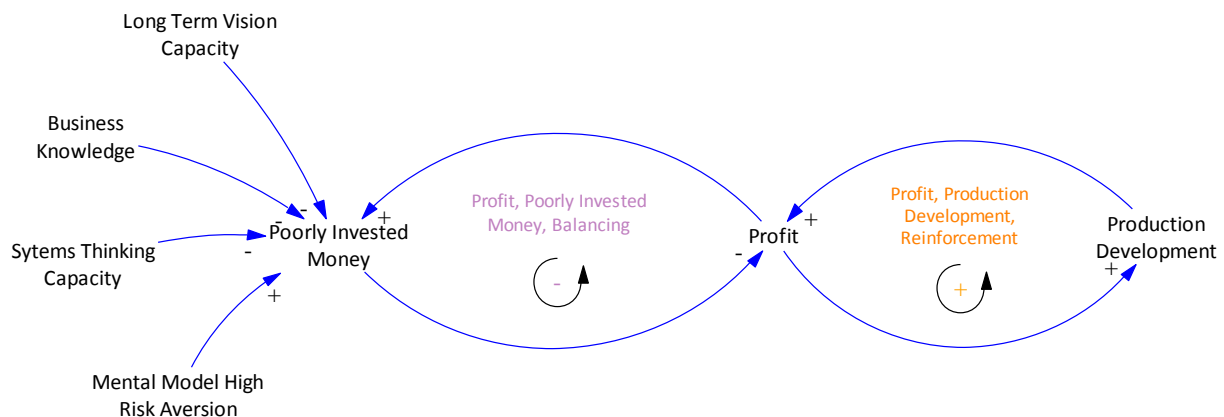 Long Term Vision
Capacity
Business
Knowledge
Sytems Thinking
Capacity
Mental Model High
Risk Aversion
-
-
-
+
Poorly Invested
Money
+
Profit, Poorly Invested
Money, Balancing
-
Profit
-
+
Profit, Production
Development,
Reinforcement
+
Production
Development
+